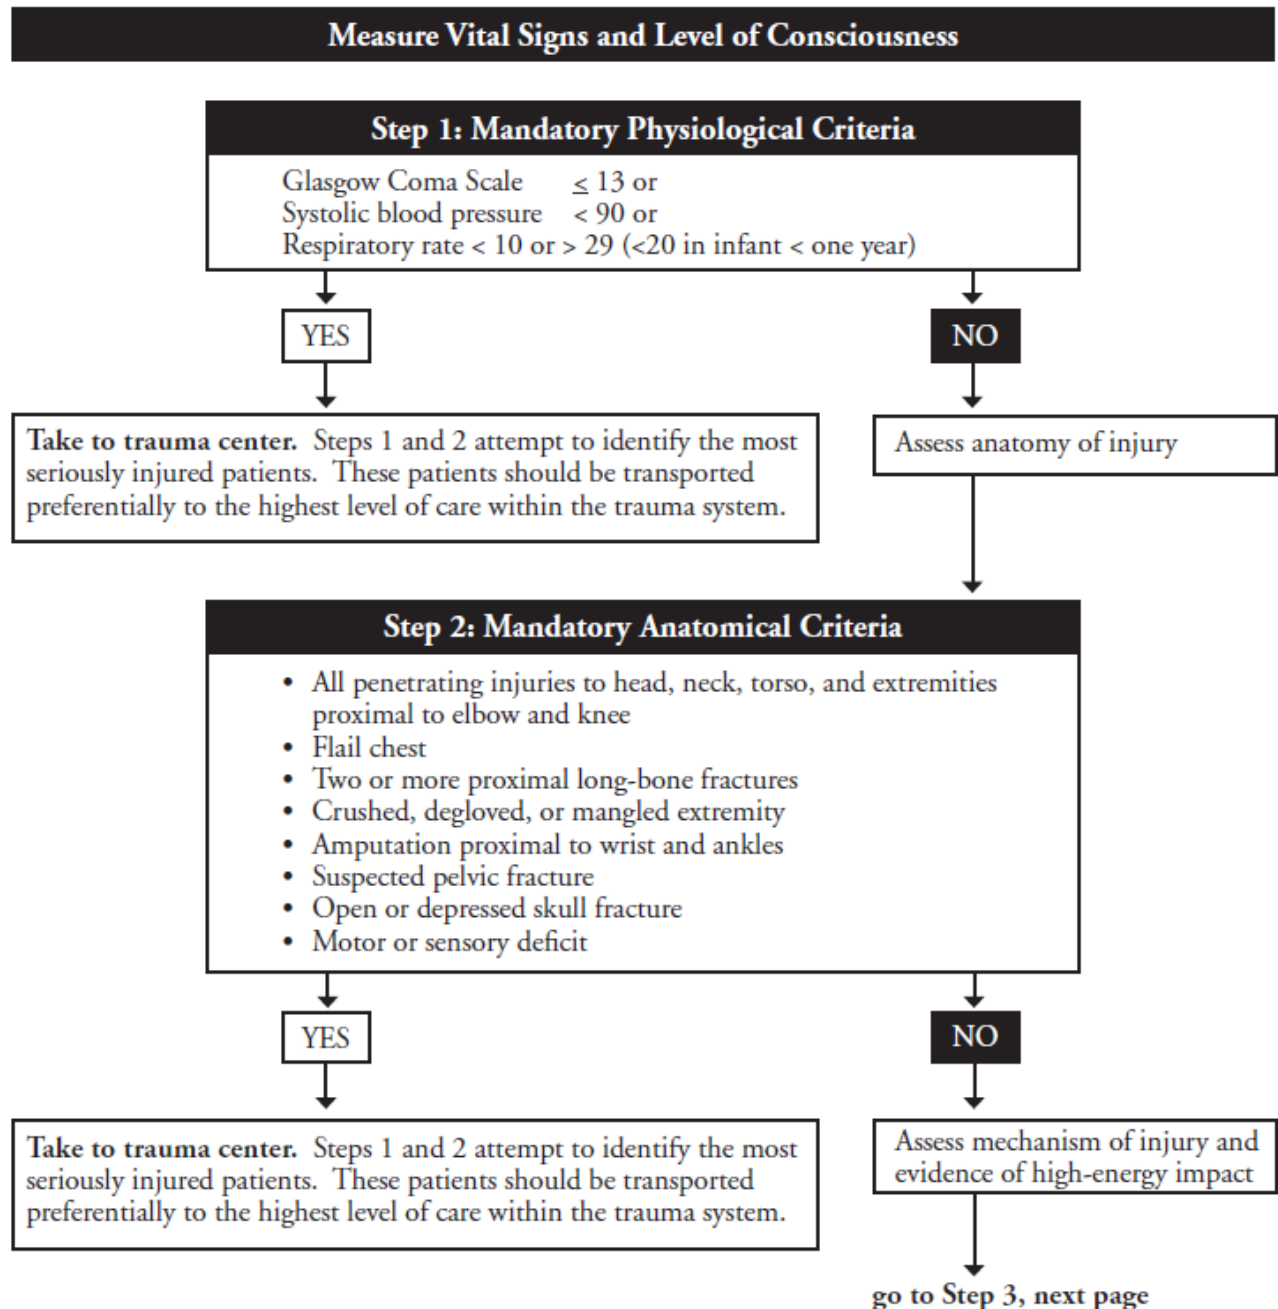 Measure Vital Signs and Level of Consciousness
Step 1: Mandatory Physiological Criteria
Glasgow Coma Scale ≤ 13 or
Systolic blood pressure < 90 or
Respiratory rate < 10 or > 29 (<20 in infant < one year)
YES
NO
Take to trauma center. Steps 1 and 2 attempt to identify the most
seriously injured patients. These patients should be transported
preferentially to the highest level of care within the trauma system.
Assess anatomy of injury
Step 2: Mandatory Anatomical Criteria
• All penetrating injuries to head, neck, torso, and extremities
proximal to elbow and knee
• Flail chest
• Two or more proximal long-bone fractures
• Crushed, degloved, or mangled extremity
• Amputation proximal to wrist and ankles
• Suspected pelvic fracture
• Open or depressed skull fracture
• Motor or sensory deficit
YES
NO
Take to trauma center. Steps 1 and 2 attempt to identify the most
seriously injured patients. These patients should be transported
preferentially to the highest level of care within the trauma system.
Assess mechanism of injury and
evidence of high-energy impact
go to Step 3, next page